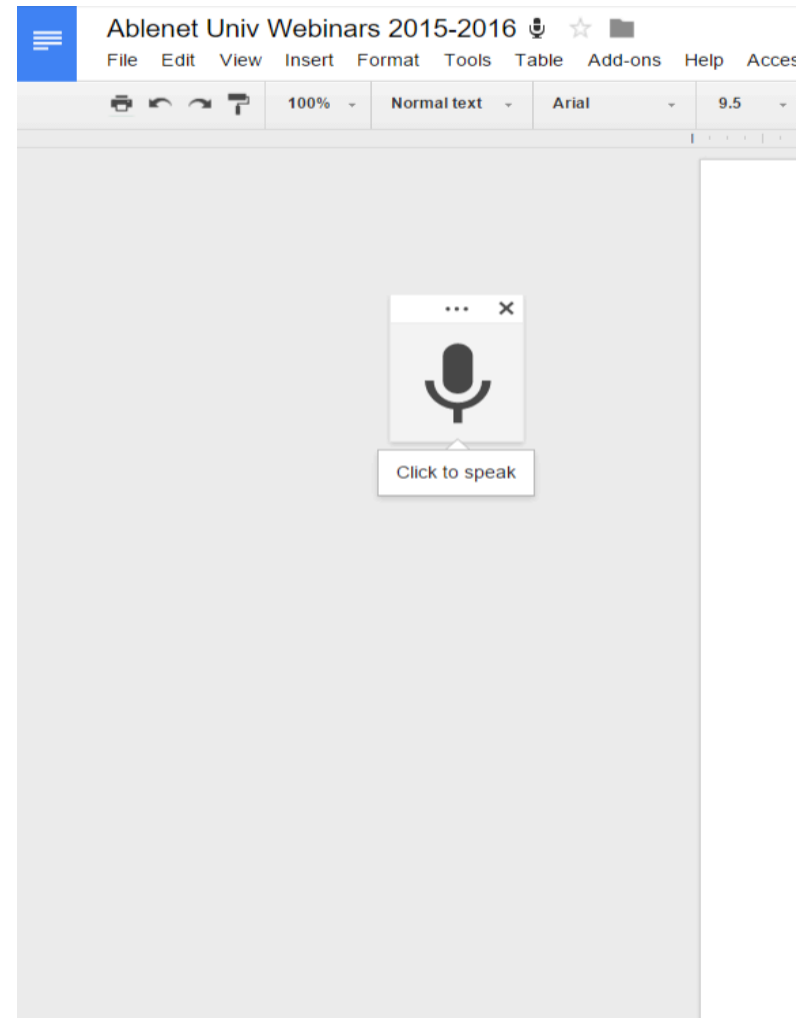 Ablenet Univ Webinars 2015-2016
File Edit View Insert Format Tools Table Add-ons Help Acces
100% Normal text Arial 9.5
Click to speak